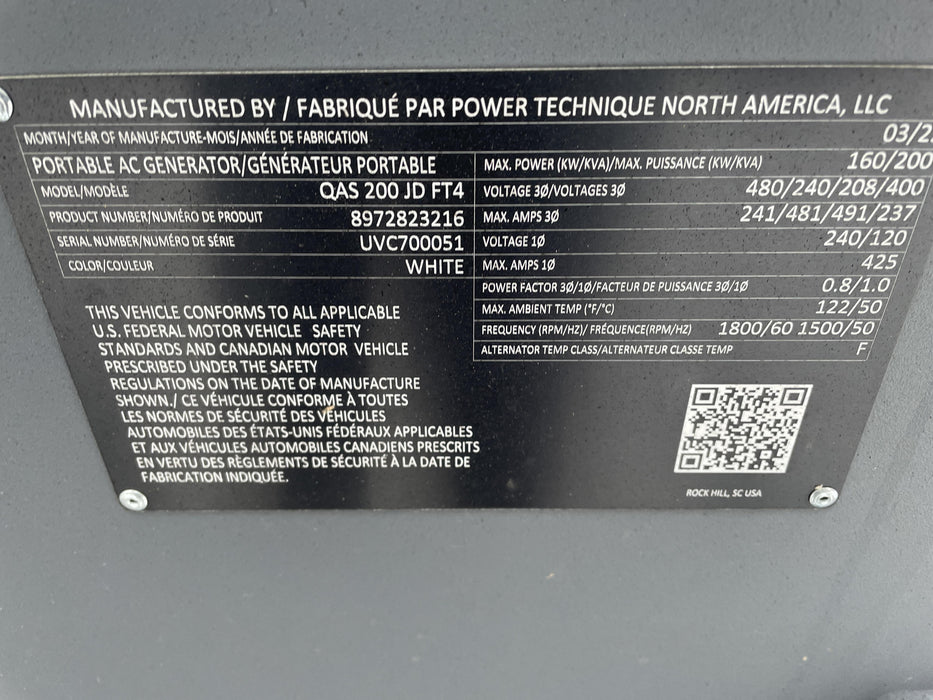 MANUFACTURED BY / FABRIQUÉ PAR POWER TECHNIQUE NORTH AMERICA, LLC
MONTH/YEAR OF MANUFACTURE-MOIS/ANNÉE DE FABRICATION 03/2
PORTABLE AC GENERATOR/GÉNÉRATEUR PORTABLE
MODEL/MODÈLE QAS 200 JD FT4
PRODUCT NUMBER/NUMÉRO DE PRODUIT 8972823216
SERIAL NUMBER/NUMÉRO DE SÉRIE UVC700051
COLOR/COULEUR WHITE
MAX. POWER (KW/KVA)/MAX. PUISSANCE (KW/KVA) 160/200
VOLTAGE 3Ø/VOLTAGES 3Ø 480/240/208/400
MAX. AMPS 3Ø 241/481/491/237
VOLTAGE 1Ø 240/120
MAX. AMPS 1Ø 425
POWER FACTOR 3Ø/1Ø/FACTEUR DE PUISSANCE 3Ø/1Ø 0.8/1.0
MAX. AMBIENT TEMP (°F/°C) 122/50
FREQUENCY (RPM/HZ)/ FRÉQUENCE(RPM/HZ) 1800/60 1500/50
ALTERNATOR TEMP CLASS/ALTERNATEUR CLASSE TEMP F
THIS VEHICLE CONFORMS TO ALL APPLICABLE
U.S. FEDERAL MOTOR VEHICLE SAFETY
STANDARDS AND CANADIAN MOTOR VEHICLE
PRESCRIBED UNDER THE SAFETY
REGULATIONS ON THE DATE OF MANUFACTURE
SHOWN./ CE VÉHICULE CONFORME À TOUTES
LES NORMES DE SÉCURITÉ DES VÉHICULES
AUTOMOBILES DES ÉTATS-UNIS FÉDÉRAUX APPLICABLES
ET AUX VÉHICULES AUTOMOBILES CANADIENS PRESCRITS
EN VERTU DES RÈGLEMENTS DE SÉCURITÉ À LA DATE DE
FABRICATION INDIQUÉE.
ROCK HILL, SC USA